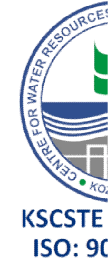 CENTRE FOR WATER RESOURCES
KSCSTE
ISO: 90